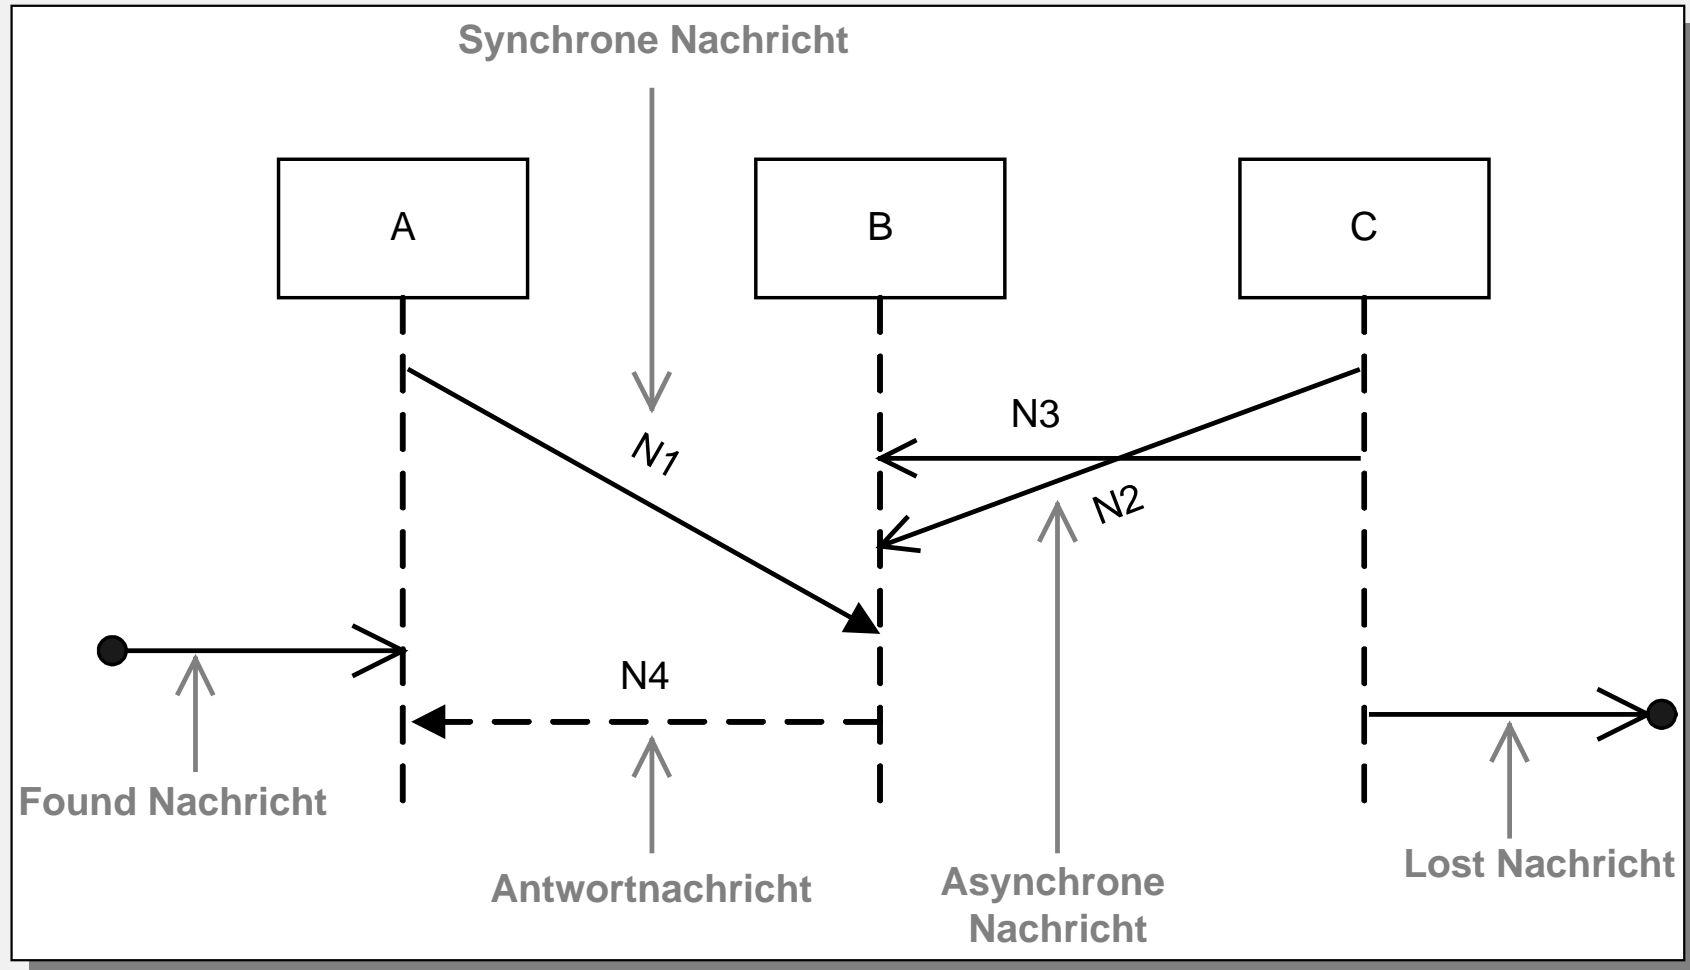 Synchrone Nachricht
A
B
C
N3
N1
N2
N4
Found Nachricht
Antwortnachricht
Asynchrone
Nachricht
Lost Nachricht